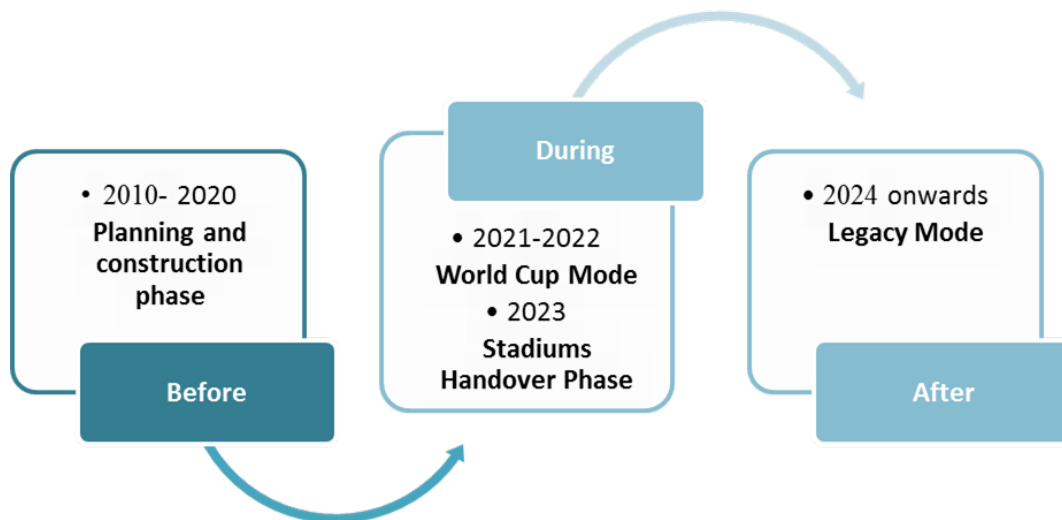 • 2010- 2020
Planning and
construction
phase
Before
During
• 2021-2022
World Cup Mode
• 2023
Stadiums
Handover Phase
• 2024 onwards
Legacy Mode
After